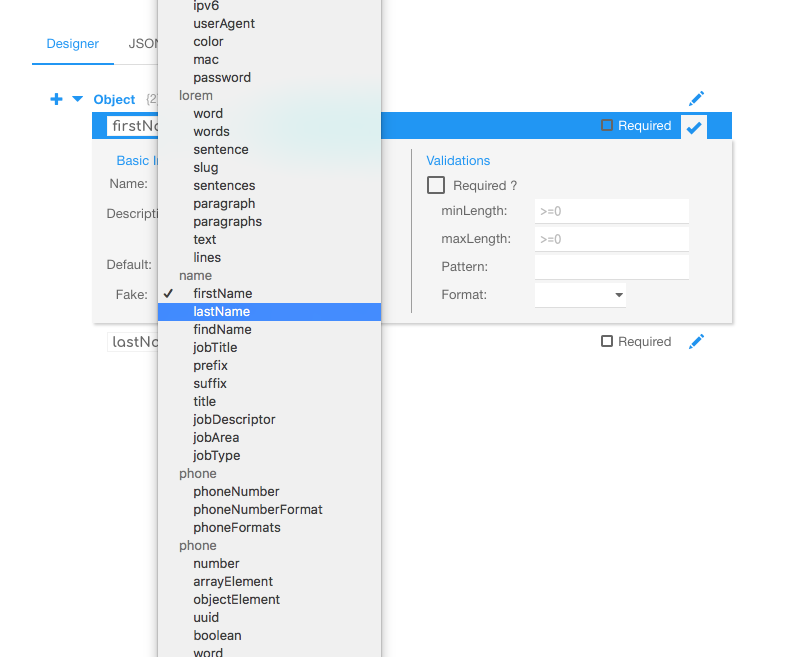 Designer
JSON
Object {2}
firstNa
Required
Basic I
Name:
Descripti
Default:
Fake:
ipv6
userAgent
color
mac
password
lorem
word
words
sentence
slug
sentences
paragraph
paragraphs
text
lines
name
✓ firstName
lastName
findName
jobTitle
prefix
suffix
title
jobDescriptor
jobArea
jobType
phone
phoneNumber
phoneNumberFormat
phoneFormats
phone
number
arrayElement
objectElement
uuid
boolean
word
Validations
Required ?
minLength: >=0
maxLength: >=0
Pattern:
Format:
lastNa
Required